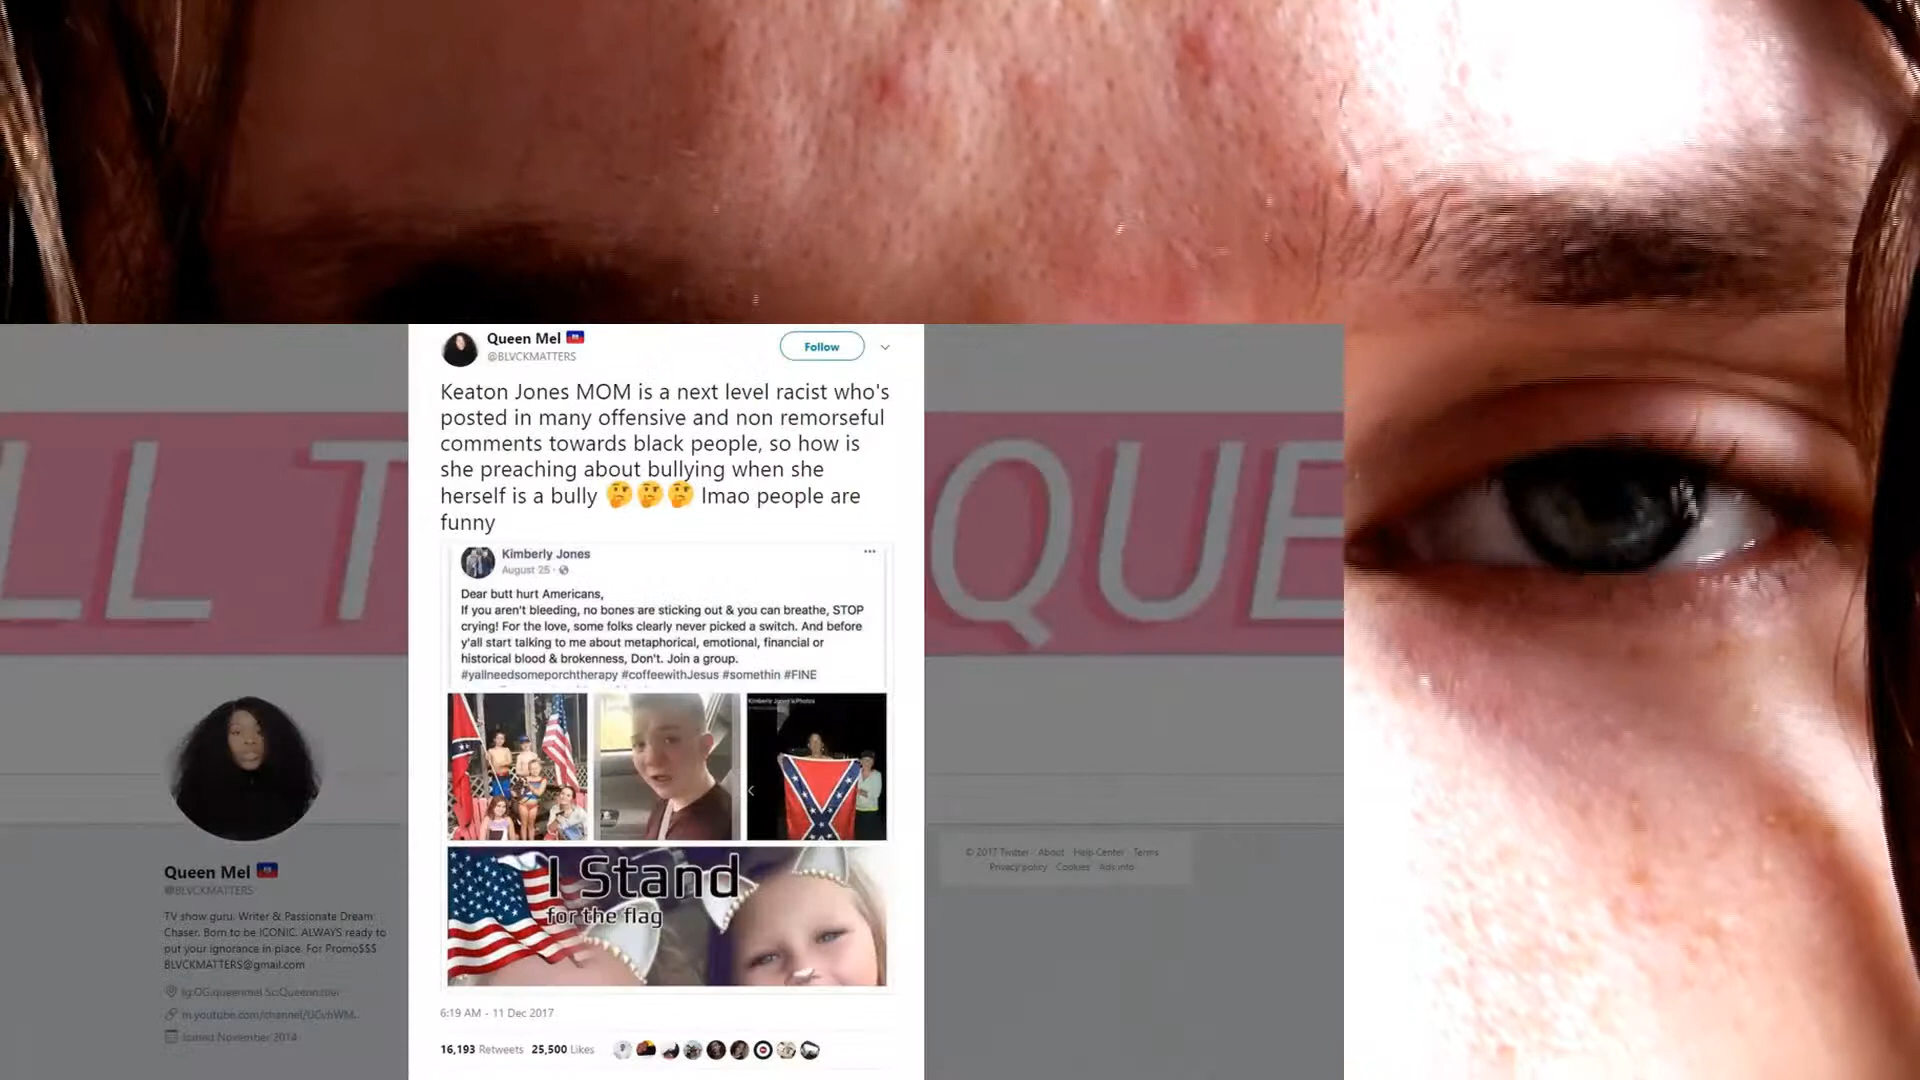 Queen Mel
@BLVCKMATTERS
Follow
Keaton Jones MOM is a next level racist who's
posted in many offensive and non remorseful
comments towards black people, so how is
she preaching about bullying when she
herself is a bully 🤔🤔🤔 lmao people are
funny
Kimberly Jones
August 25
Dear butt hurt Americans,
If you aren't bleeding, no bones are sticking out & you can breathe, STOP
crying! For the love, some folks clearly never picked a switch. And before
y'all start talking to me about metaphorical, emotional, financial or
historical blood & brokenness, Don't. Join a group.
#yallneedsomeporchtherapy #coffeewithJesus #somethin #FINE
Kimberly Jones's Photos
I Stand
for the flag
6:19 AM - 11 Dec 2017
16,193 Retweets 25,500 Likes
LL T
QUE
Queen Mel
@BLVCKMATTERS
TV show guru. Writer & Passionate Dream
Chaser. Born to be ICONIC. ALWAYS ready to
put your ignorance in place. For Promo$$$
BLVCKMATTERS@gmail.com
Joined November 2014
© 2017 Twitter About Help Center Terms
Privacy policy Cookies Ads info